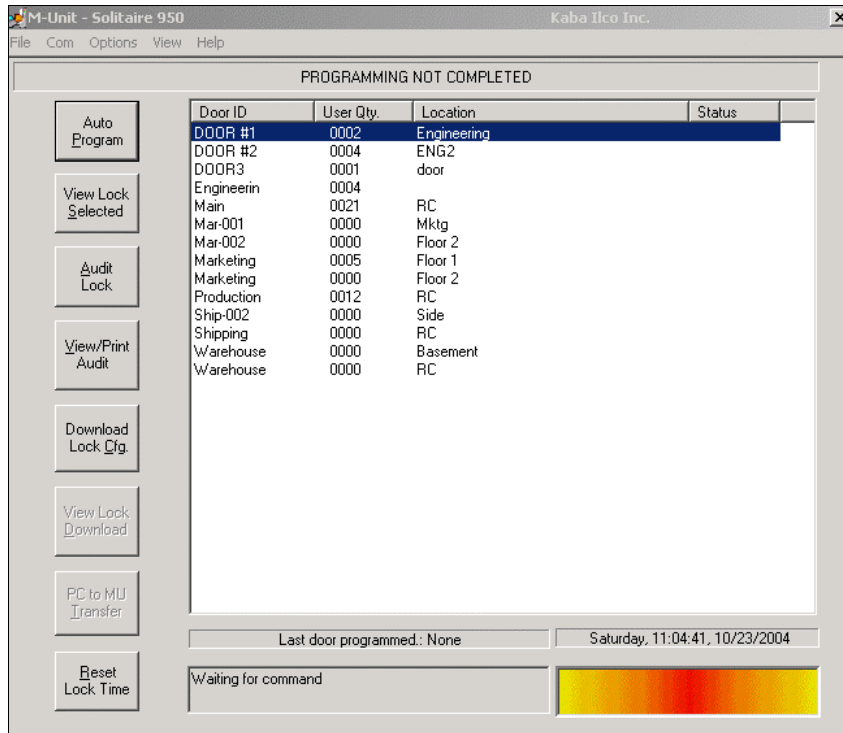 M-Unit - Solitaire 950 Kaba Ilco Inc.
File Com Options View Help
PROGRAMMING NOT COMPLETED
Auto Program
View Lock Selected
Audit Lock
View/Print Audit
Download Lock Cfg.
View Lock Download
PC to MU Transfer
Reset Lock Time
Door ID User Qty. Location Status
DOOR #1 0002 Engineering
DOOR #2 0004 ENG2
DOOR3 0001 door
Engineerin 0004
Main 0021 RC
Mar-001 0000 Mktg
Mar-002 0000 Floor 2
Marketing 0005 Floor 1
Marketing 0000 Floor 2
Production 0012 RC
Ship-002 0000 Side
Shipping 0000 RC
Warehouse 0000 Basement
Warehouse 0000 RC
Last door programmed.: None
Saturday, 11:04:41, 10/23/2004
Waiting for command